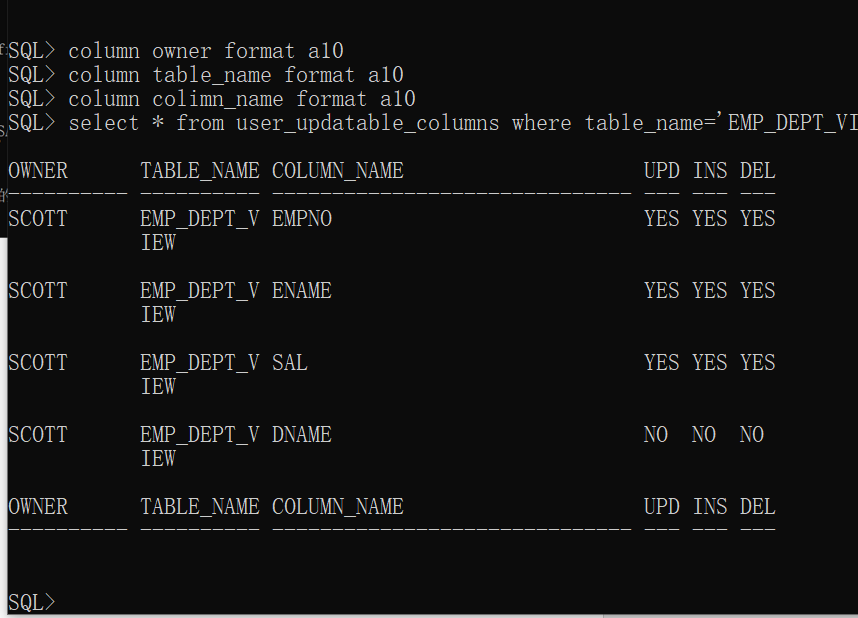 SQL> column owner format a10
SQL> column table_name format a10
SQL> column colimn_name format a10
SQL> select * from user_updatable_columns where table_name='EMP_DEPT_VI
OWNER TABLE_NAME COLUMN_NAME UPD INS DEL
---------- ---------- ------------------------------ --- --- ---
SCOTT EMP_DEPT_V EMPNO YES YES YES
IEW
SCOTT EMP_DEPT_V ENAME YES YES YES
IEW
SCOTT EMP_DEPT_V SAL YES YES YES
IEW
SCOTT EMP_DEPT_V DNAME NO NO NO
IEW
OWNER TABLE_NAME COLUMN_NAME UPD INS DEL
---------- ---------- ------------------------------ --- --- ---
SQL>